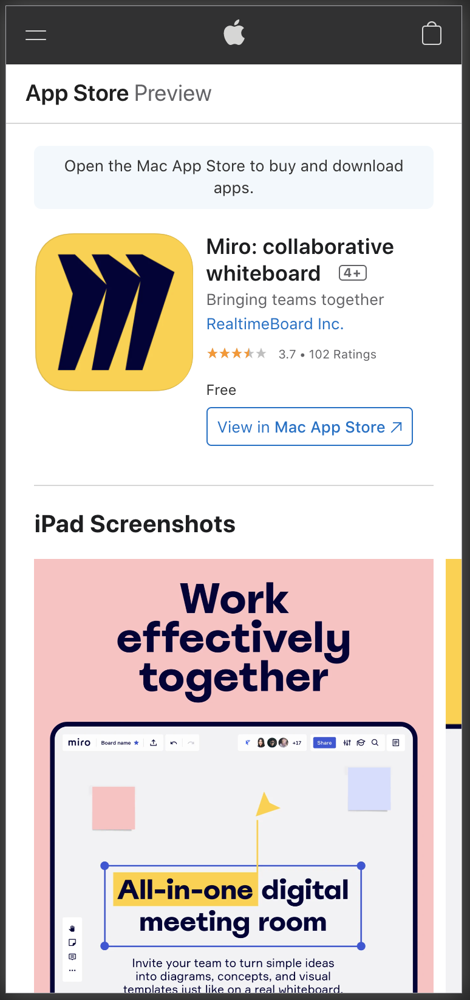 App Store Preview
Open the Mac App Store to buy and download
apps.
Miro: collaborative
whiteboard 4+
Bringing teams together
RealtimeBoard Inc.
3.7 • 102 Ratings
Free
View in Mac App Store
iPad Screenshots
Work
effectively
together
miro Board name +17 Share
All-in-one digital
meeting room
Invite your team to turn simple ideas
into diagrams, concepts, and visual
templates just like on a real whiteboard.